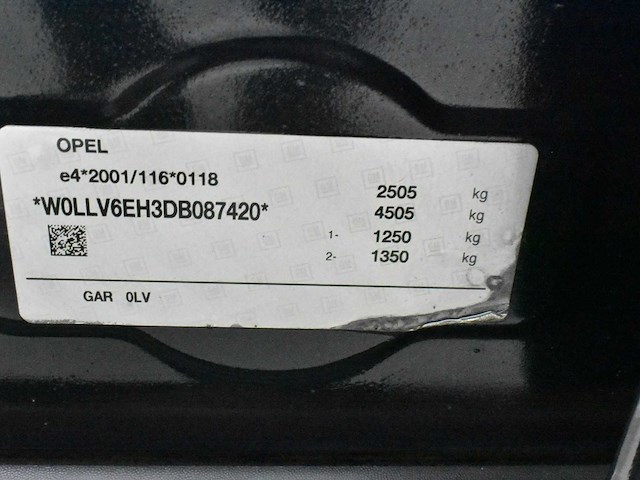 OPEL
e4*2001/116*0118
*W0LLV6EH3DB087420*
2505 kg
4505 kg
1- 1250 kg
2- 1350 kg
GAR 0LV